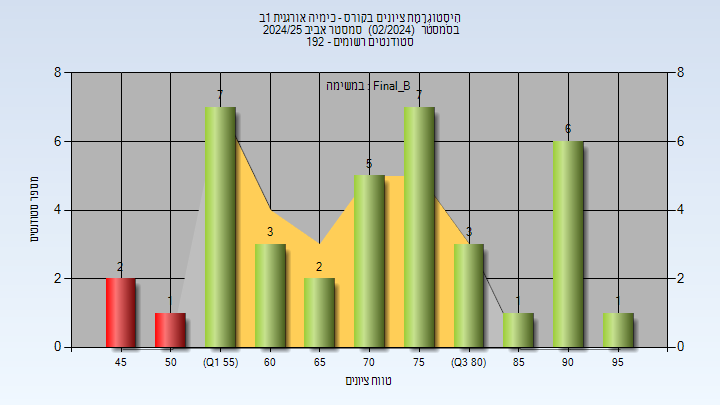 הִיסְטוֹגְרָמַת ציונים בקורס - כימיה אורגנית 1ב
בסמסטר (02/2024) סמסטר אביב 2024/25
סטודנטים רשומים - 192
במשימה : Final_B
מספר סטודנטים
8 8
6 6
4 4
2 2
0 0
2 1 7 3 2 5 7 3 1 6 1
45 50 (Q1 55) 60 65 70 75 (Q3 80) 85 90 95
טווח ציונים